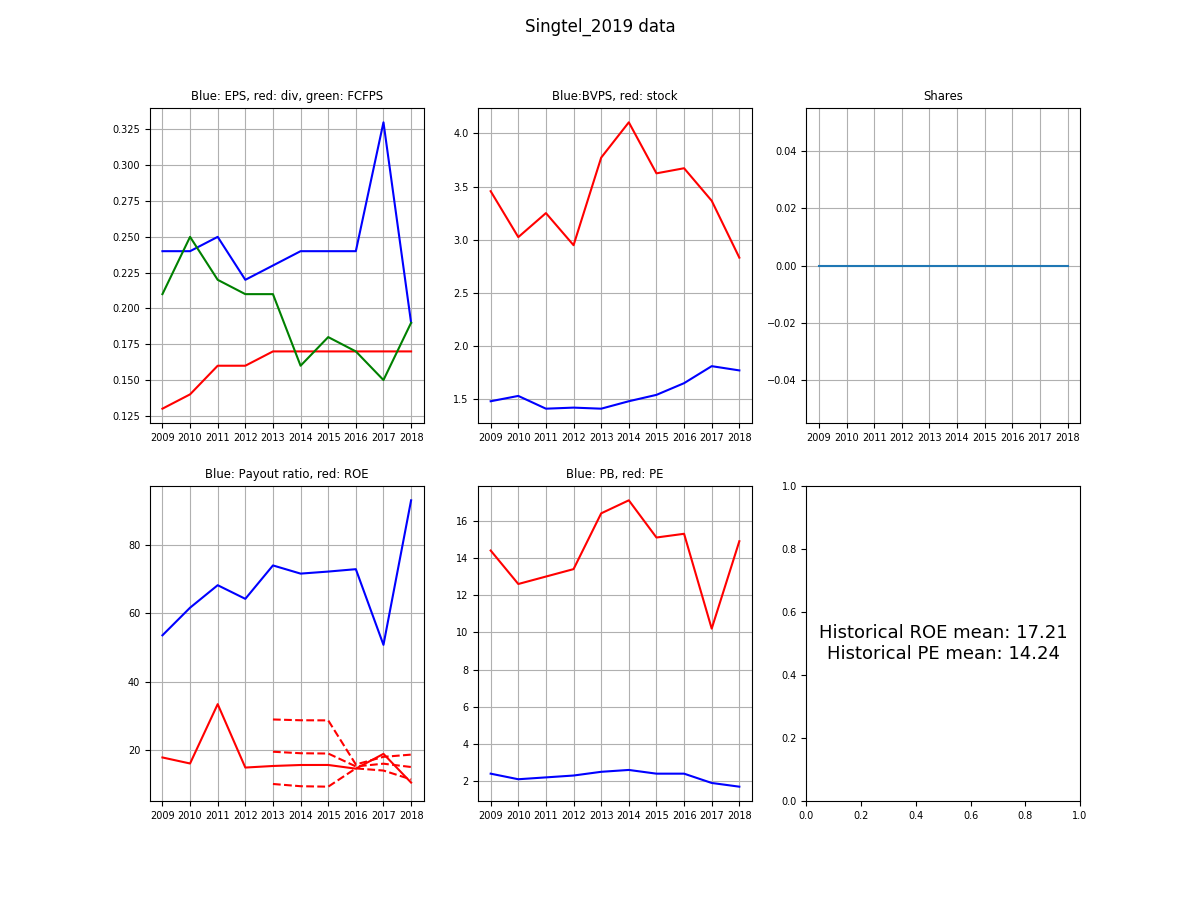 Singtel_2019 data
Blue: EPS, red: div, green: FCFPS
0.325
0.300
0.275
0.250
0.225
0.200
0.175
0.150
0.125
2009 2010 2011 2012 2013 2014 2015 2016 2017 2018
Blue:BVPS, red: stock
4.0
3.5
3.0
2.5
2.0
1.5
2009 2010 2011 2012 2013 2014 2015 2016 2017 2018
Shares
0.04
0.02
0.00
−0.02
−0.04
2009 2010 2011 2012 2013 2014 2015 2016 2017 2018
Blue: Payout ratio, red: ROE
80
60
40
20
2009 2010 2011 2012 2013 2014 2015 2016 2017 2018
Blue: PB, red: PE
16
14
12
10
8
6
4
2
2009 2010 2011 2012 2013 2014 2015 2016 2017 2018
1.0
0.8
0.6
Historical ROE mean: 17.21
Historical PE mean: 14.24
0.4
0.2
0.0
0.0 0.2 0.4 0.6 0.8 1.0